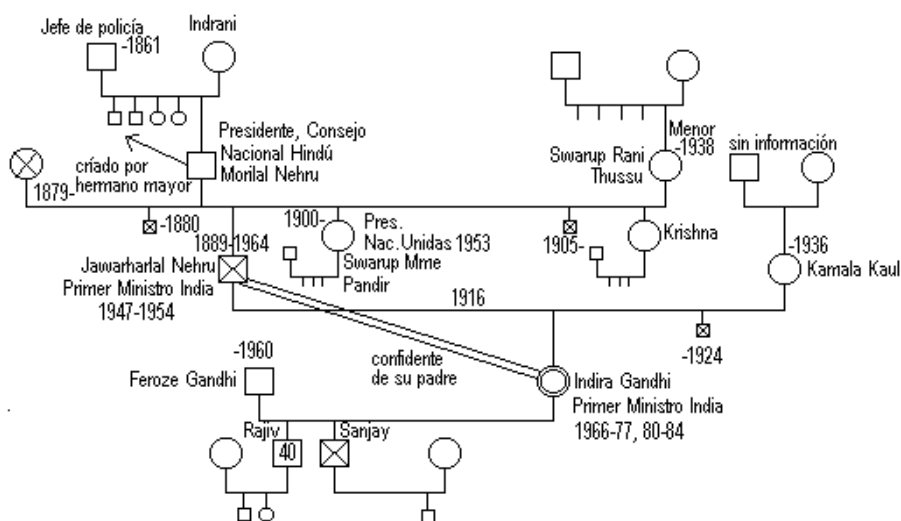 Jefe de policía
-1861
Indrani
Presidente, Consejo
Nacional Hindú
Morilal Nehru
críado por
hermano mayor
1879-
Menor
-1938
Swarup Rani
Thussu
sin información
-1880
1889-1964
Jawarharlal Nehru
Primer Ministro India
1947-1954
1900-
Pres.
Nac.Unidas 1953
Swarup Mme
Pandir
1905-
Krishna
-1936
Kamala Kaul
1916
-1924
confidente
de su padre
-1960
Feroze Gandhi
Indira Gandhi
Primer Ministro India
1966-77, 80-84
Rajiv
40
Sanjay